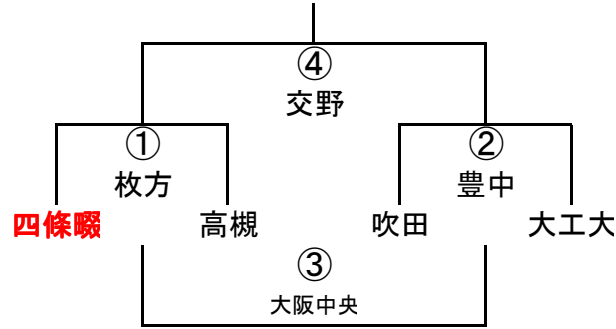 ④
交野
① ②
枚方 豊中
四條畷 高槻 吹田 大工大
③
大阪中央